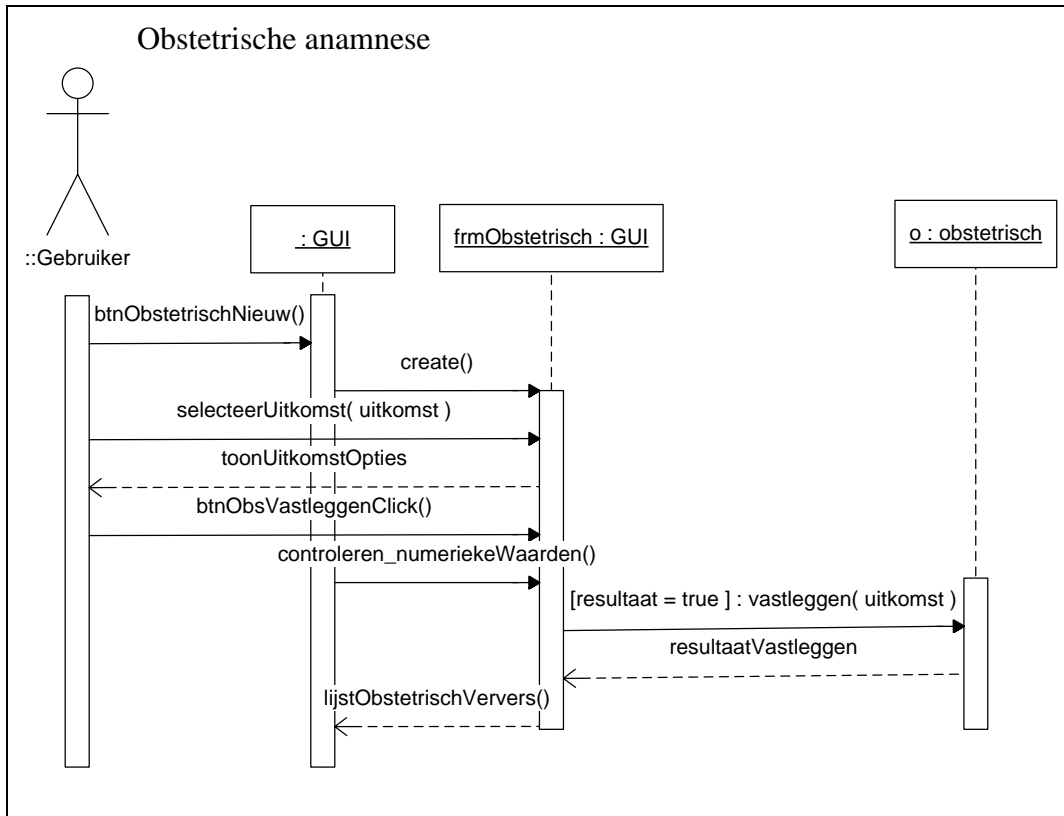 Obstetrische anamnese
::Gebruiker
: GUI
frmObstetrisch : GUI
o : obstetrisch
btnObstetrischNieuw()
create()
selecteerUitkomst( uitkomst )
toonUitkomstOpties
btnObsVastleggenClick()
controleren_numeriekeWaarden()
[resultaat = true ] : vastleggen( uitkomst )
resultaatVastleggen
lijstObstetrischVervers()